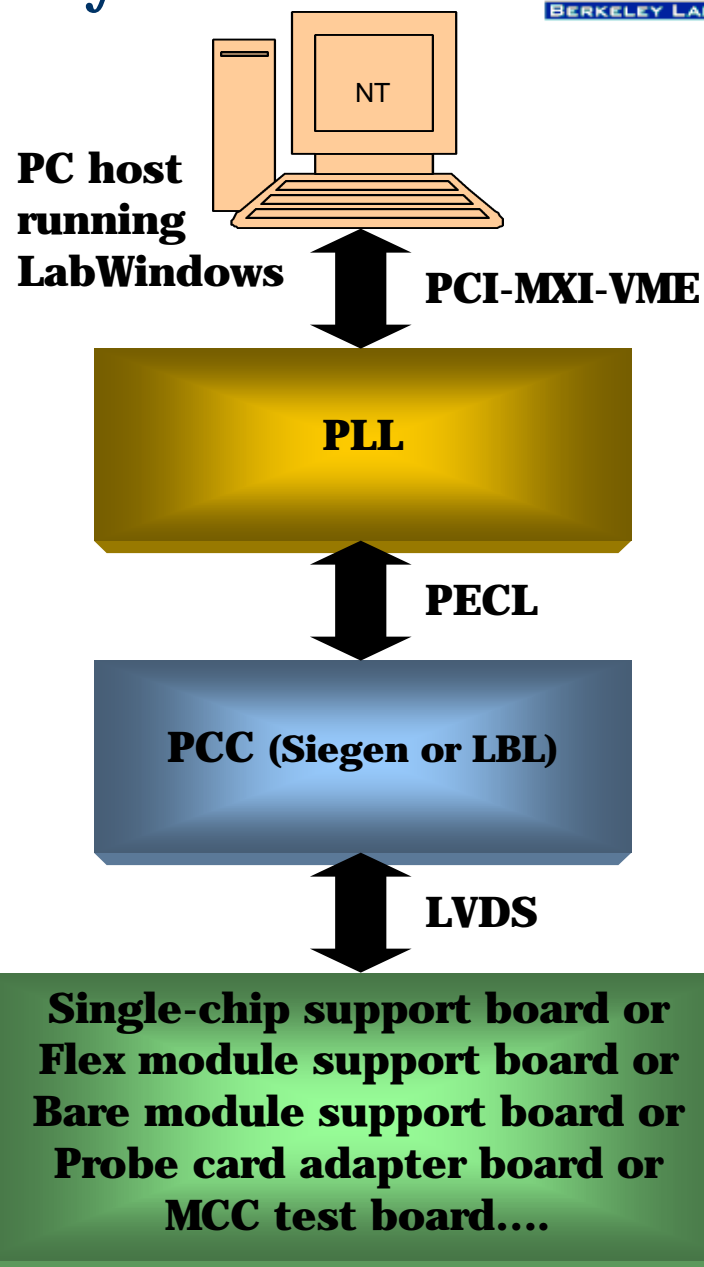 BERKELEY LA
NT
PC host
running
LabWindows
PCI-MXI-VME
PLL
PECL
PCC (Siegen or LBL)
LVDS
Single-chip support board or
Flex module support board or
Bare module support board or
Probe card adapter board or
MCC test board....